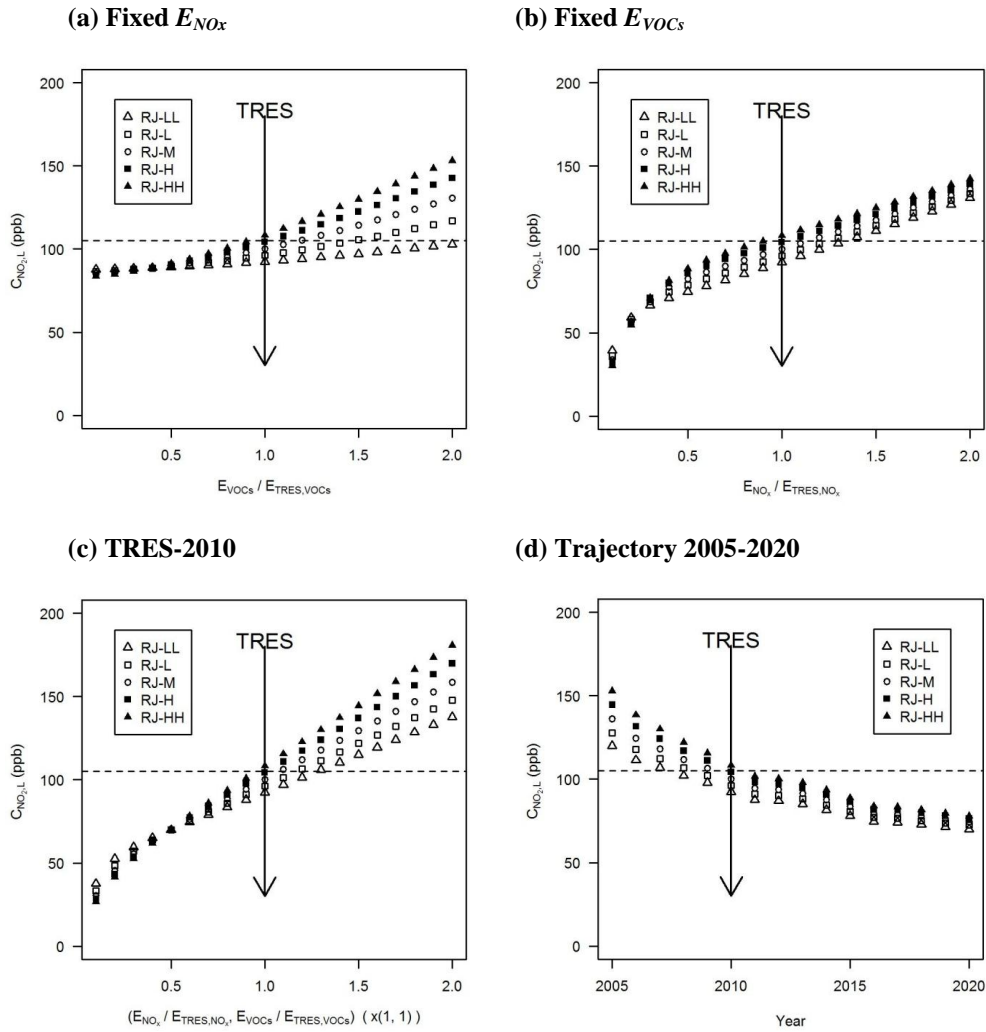 (a) Fixed E_NOx
TRES
RJ-LL
RJ-L
RJ-M
RJ-H
RJ-HH
200
150
100
50
0
C_NO2,L (ppb)
0.5 1.0 1.5 2.0
E_VOCs / E_TRES,VOCs
(b) Fixed E_VOCs
TRES
RJ-LL
RJ-L
RJ-M
RJ-H
RJ-HH
200
150
100
50
0
C_NO2,L (ppb)
0.5 1.0 1.5 2.0
E_NOx / E_TRES,NOx
(c) TRES-2010
TRES
RJ-LL
RJ-L
RJ-M
RJ-H
RJ-HH
200
150
100
50
0
C_NO2,L (ppb)
0.5 1.0 1.5 2.0
(E_NOx / E_TRES,NOx, E_VOCs / E_TRES,VOCs) ( x(1, 1) )
(d) Trajectory 2005-2020
TRES
RJ-LL
RJ-L
RJ-M
RJ-H
RJ-HH
200
150
100
50
0
C_NO2,L (ppb)
2005 2010 2015 2020
Year